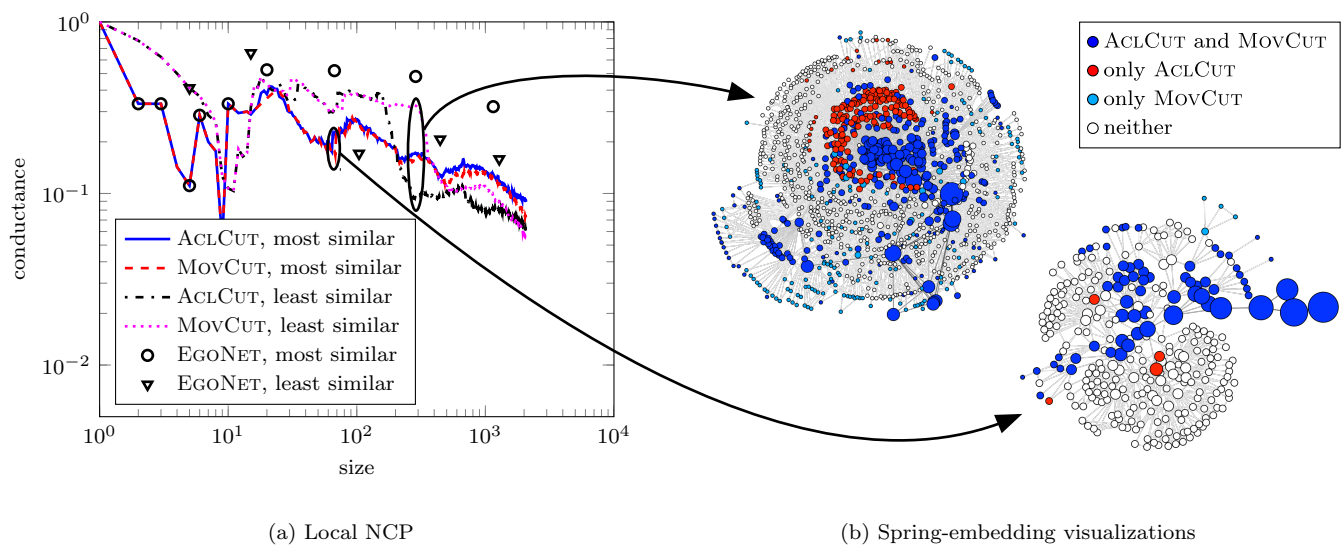 10^0
10^−1
10^−2
10^0
10^1
10^2
10^3
10^4
conductance
size
ACLCUT, most similar
MOVCUT, most similar
ACLCUT, least similar
MOVCUT, least similar
EGONET, most similar
EGONET, least similar
(a) Local NCP
ACLCUT and MOVCUT
only ACLCUT
only MOVCUT
neither
(b) Spring-embedding visualizations